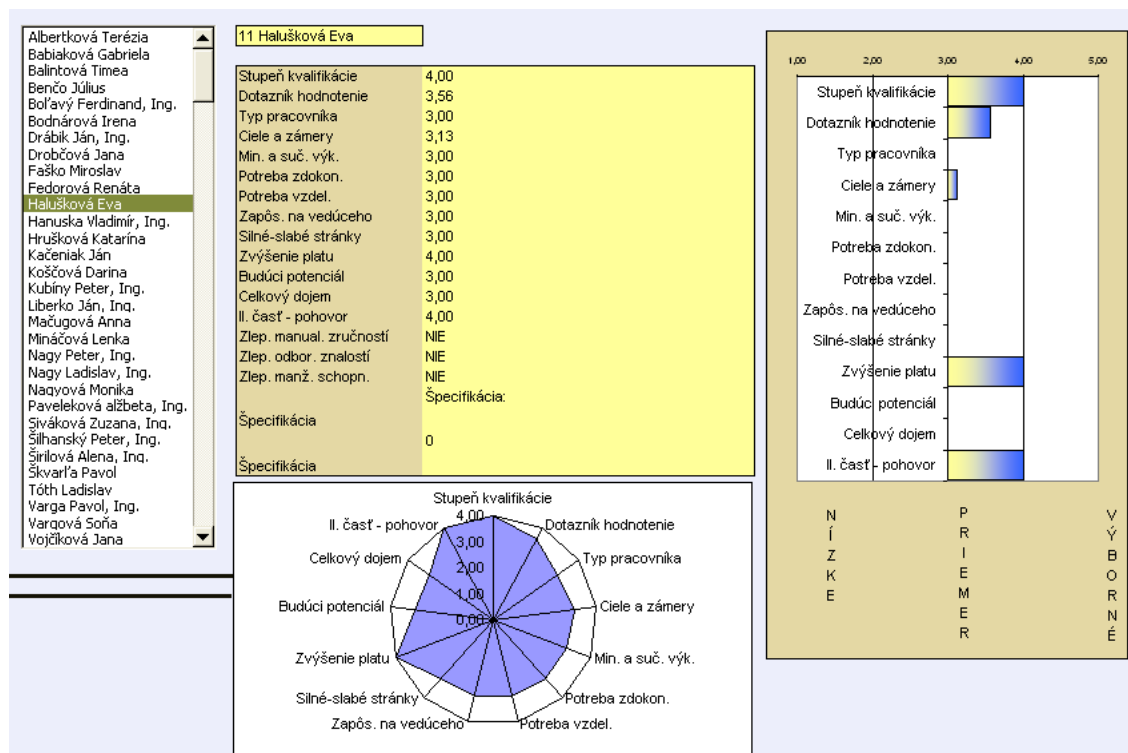 Albertková Terézia
Babiaková Gabriela
Balintová Timea
Benčo Július
Boľavý Ferdinand, Ing.
Bodnárová Irena
Drábik Ján, Ing.
Drobčová Jana
Faško Miroslav
Fedorová Renáta
Halušková Eva
Hanuska Vladimír, Ing.
Hrušková Katarína
Kačeniak Ján
Koščová Darina
Kubíny Peter, Ing.
Liberko Ján, Ing.
Mačugová Anna
Mináčová Lenka
Nagy Peter, Ing.
Nagy Ladislav, Ing.
Nagyová Monika
Paveleková alžbeta, Ing.
Siváková Zuzana, Ing.
Šilhanský Peter, Ing.
Širilová Alena, Ing.
Škvarľa Pavol
Tóth Ladislav
Varga Pavol, Ing.
Vargová Soňa
Vojčíková Jana
11 Halušková Eva
Stupeň kvalifikácie 4,00
Dotazník hodnotenie 3,56
Typ pracovníka 3,00
Ciele a zámery 3,13
Min. a suč. výk. 3,00
Potreba zdokon. 3,00
Potreba vzdel. 3,00
Zapôs. na vedúceho 3,00
Silné-slabé stránky 3,00
Zvýšenie platu 4,00
Budúci potenciál 3,00
Celkový dojem 3,00
II. časť - pohovor 4,00
Zlep. manual. zručností NIE
Zlep. odbor. znalostí NIE
Zlep. manž. schopn. NIE
Špecifikácia:
Špecifikácia
0
Špecifikácia
Stupeň kvalifikácie
Dotazník hodnotenie
Typ pracovníka
Ciele a zámery
Min. a suč. výk.
Potreba zdokon.
Potreba vzdel.
Zapôs. na vedúceho
Silné-slabé stránky
Zvýšenie platu
Budúci potenciál
Celkový dojem
II. časť - pohovor
4,00
3,00
2,00
1,00
0,00
1,00 2,00 3,00 4,00 5,00
Stupeň kvalifikácie
Dotazník hodnotenie
Typ pracovníka
Ciele a zámery
Min. a suč. výk.
Potreba zdokon.
Potreba vzdel.
Zapôs. na vedúceho
Silné-slabé stránky
Zvýšenie platu
Budúc potenciál
Celkový dojem
II. časť - pohovor
NÍZKE
PRIEMER
VÝBORNÉ